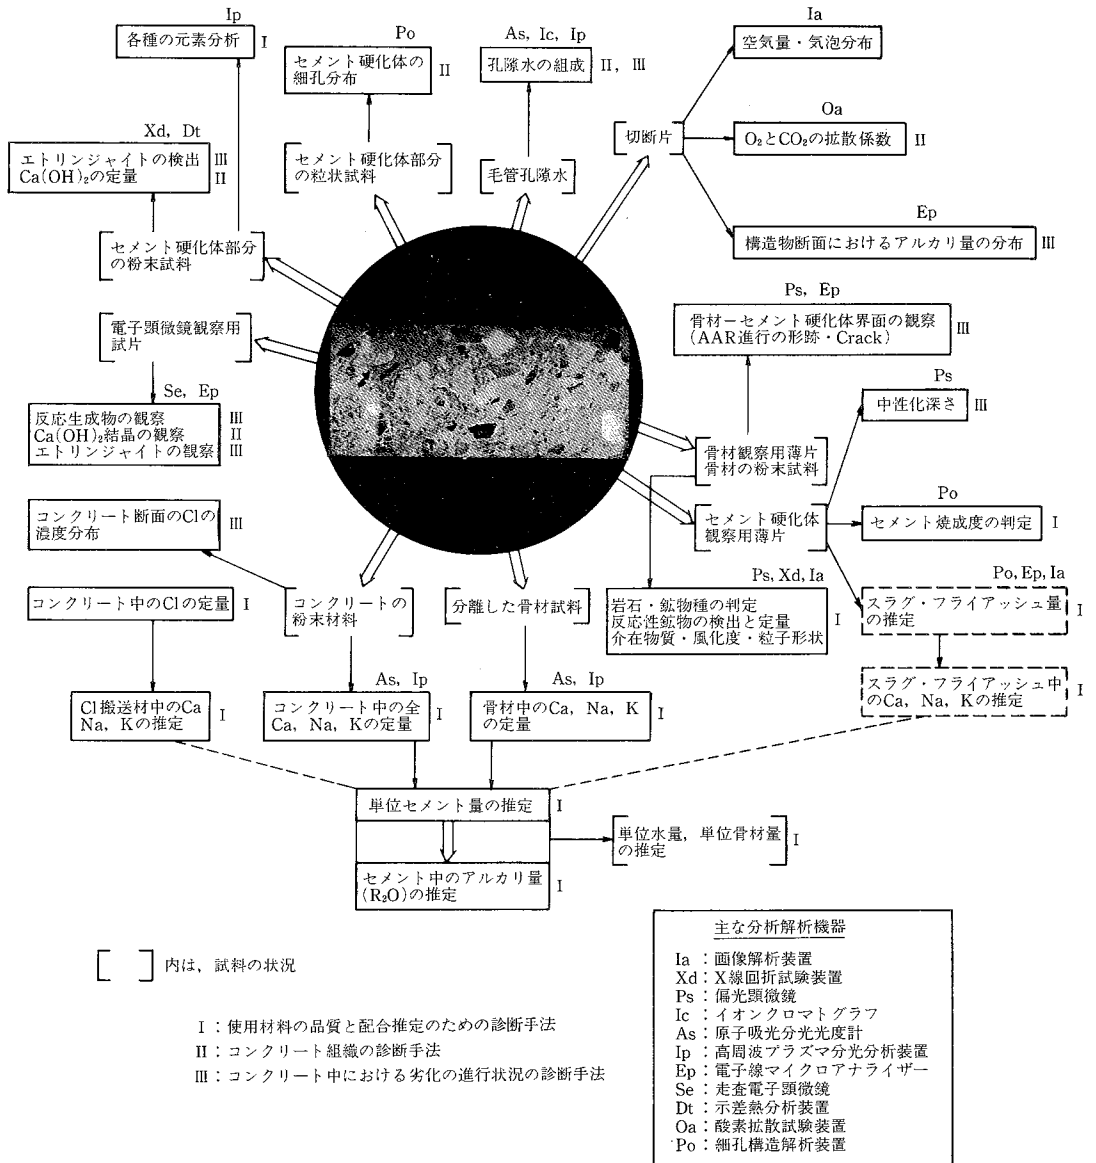 Ip
各種の元素分析 I
Po
セメント硬化体の
細孔分布 II
As, Ic, Ip
孔隙水の組成 II, III
Ia
空気量・気泡分布
Oa
O₂とCO₂の拡散係数 II
Ep
構造物断面におけるアルカリ量の分布 III
切断片
Xd, Dt
エトリンジャイトの検出 III
Ca(OH)₂の定量 II
セメント硬化体部分
の粒状試料
毛管孔隙水
セメント硬化体部分
の粉末試料
電子顕微鏡観察用
試片
Se, Ep
反応生成物の観察 III
Ca(OH)₂結晶の観察 II
エトリンジャイトの観察 III
Ps, Ep
骨材－セメント硬化体界面の観察 III
(AAR進行の形跡・Crack)
Ps
中性化深さ III
骨材観察用薄片
骨材の粉末試料
セメント硬化体
観察用薄片
Po
セメント焼成度の判定 I
コンクリート断面のClの
濃度分布 III
コンクリート中のClの定量 I
コンクリートの
粉末材料
分離した骨材試料
Ps, Xd, Ia
岩石・鉱物種の判定
反応性鉱物の検出と定量 I
介在物質・風化度・粒子形状
Po, Ep, Ia
スラグ・フライアッシュ量 I
の推定
スラグ・フライアッシュ中 I
のCa, Na, Kの推定
Cl搬送材中のCa
Na, Kの推定 I
As, Ip
コンクリート中の全 I
Ca, Na, Kの定量
As, Ip
骨材中のCa, Na, K I
の定量
単位セメント量の推定 I
単位水量, 単位骨材量 I
の推定
セメント中のアルカリ量 I
(R₂O)の推定
[ ] 内は, 試料の状況
I : 使用材料の品質と配合推定のための診断手法
II : コンクリート組織の診断手法
III : コンクリート中における劣化の進行状況の診断手法
主な分析解析機器
Ia : 画像解析装置
Xd : X線回折試験装置
Ps : 偏光顕微鏡
Ic : イオンクロマトグラフ
As : 原子吸光分光光度計
Ip : 高周波プラズマ分光分析装置
Ep : 電子線マイクロアナライザー
Se : 走査電子顕微鏡
Dt : 示差熱分析装置
Oa : 酸素拡散試験装置
Po : 細孔構造解析装置